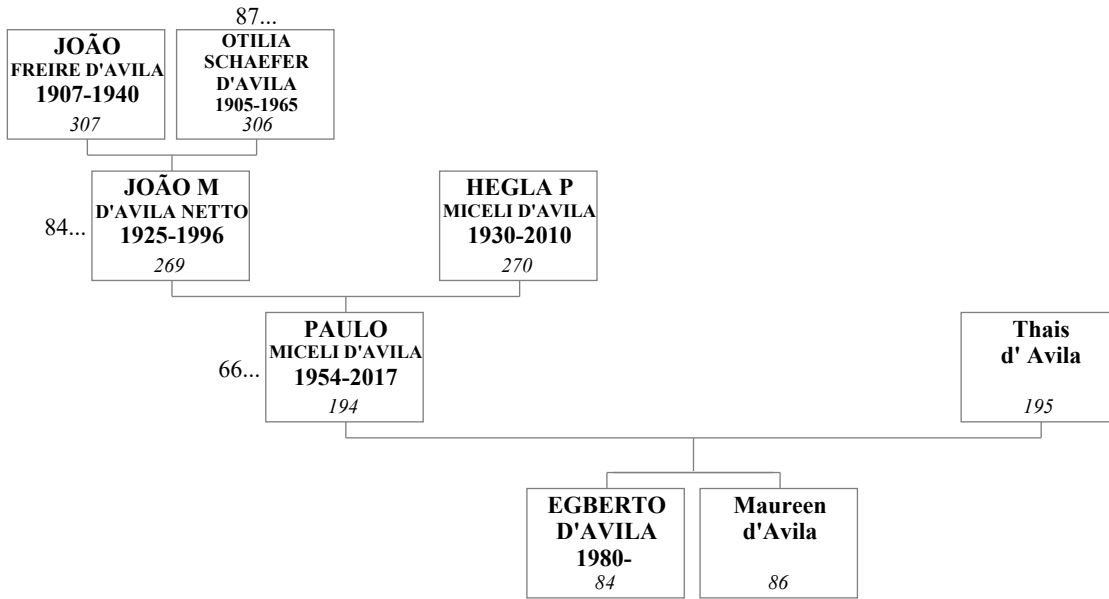 87...
JOÃO
FREIRE D'AVILA
1907-1940
307
OTILIA
SCHAEFER
D'AVILA
1905-1965
306
84...
JOÃO M
D'AVILA NETTO
1925-1996
269
HEGLA P
MICELI D'AVILA
1930-2010
270
66...
PAULO
MICELI D'AVILA
1954-2017
194
Thais
d' Avila
195
EGBERTO
D'AVILA
1980-
84
Maureen
d'Avila
86